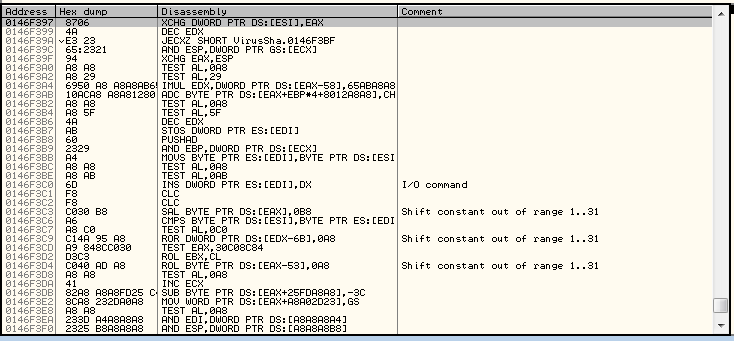 Address Hex dump Disassembly Comment
0146F397 8706 XCHG DWORD PTR DS:[ESI],EAX
0146F399 4A DEC EDX
0146F39A E3 23 JECXZ SHORT VirusSha.0146F3BF
0146F39C 65:2321 AND ESP,DWORD PTR GS:[ECX]
0146F39F 94 XCHG EAX,ESP
0146F3A0 A8 A8 TEST AL,0A8
0146F3A2 A8 29 TEST AL,29
0146F3A4 6950 A8 A8A8AB65 IMUL EDX,DWORD PTR DS:[EAX-58],65ABA8A8
0146F3AB 10ACA8 A8A81280 ADC BYTE PTR DS:[EAX+EBP*4+8012A8A8],CH
0146F3B2 A8 A8 TEST AL,0A8
0146F3B4 A8 5F TEST AL,5F
0146F3B6 4A DEC EDX
0146F3B7 AB STOS DWORD PTR ES:[EDI]
0146F3B8 60 PUSHAD
0146F3B9 2329 AND EBP,DWORD PTR DS:[ECX]
0146F3BB A4 MOVS BYTE PTR ES:[EDI],BYTE PTR DS:[ESI
0146F3BC A8 A8 TEST AL,0A8
0146F3BE A8 AB TEST AL,0AB
0146F3C0 6D INS DWORD PTR ES:[EDI],DX I/O command
0146F3C1 F8 CLC
0146F3C2 F8 CLC
0146F3C3 C030 B8 SAL BYTE PTR DS:[EAX],0B8 Shift constant out of range 1..31
0146F3C6 A6 CMPS BYTE PTR DS:[ESI],BYTE PTR ES:[EDI
0146F3C7 A8 C0 TEST AL,0C0
0146F3C9 C14A 95 A8 ROR DWORD PTR DS:[EDX-6B],0A8 Shift constant out of range 1..31
0146F3CD A9 848CC030 TEST EAX,30C08C84
0146F3D2 D3C3 ROL EBX,CL
0146F3D4 C040 AD A8 ROL BYTE PTR DS:[EAX-53],0A8 Shift constant out of range 1..31
0146F3D8 A8 A8 TEST AL,0A8
0146F3DA 41 INC ECX
0146F3DB 82A8 A8A8FD25 C SUB BYTE PTR DS:[EAX+25FDA8A8],-3C
0146F3E2 8CA8 232DA0A8 MOV WORD PTR DS:[EAX+A8A02D23],GS
0146F3E8 A8 A8 TEST AL,0A8
0146F3EA 233D A4A8A8A8 AND EDI,DWORD PTR DS:[A8A8A8A4]
0146F3F0 2325 B8A8A8A8 AND ESP,DWORD PTR DS:[A8A8A8B8]